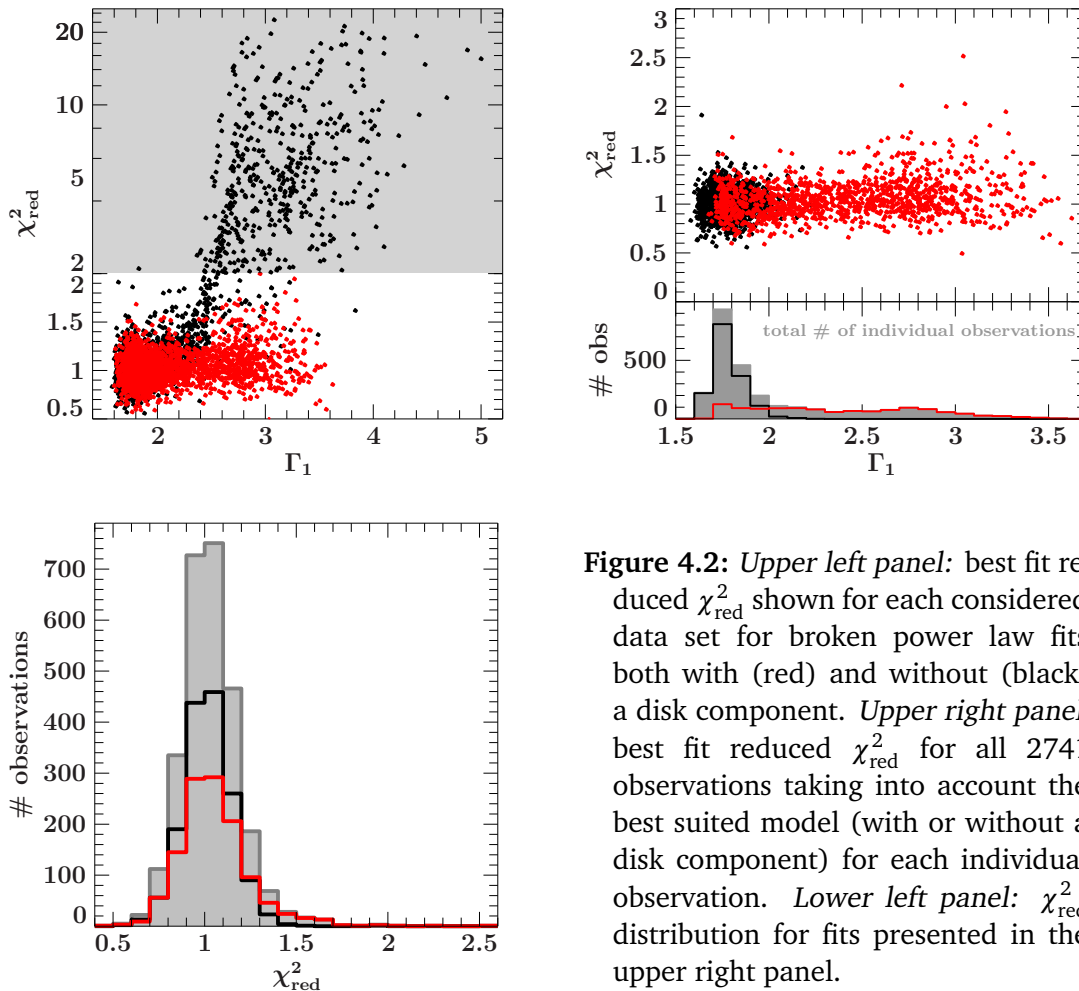 20
10
5
2
2
1.5
1
0.5
χ²red
2 3 4 5
Γ1
3
2.5
2
1.5
1
0.5
0
χ²red
total # of individual observations)
500
0
# obs
1.5 2 2.5 3 3.5
Γ1
700
600
500
400
300
200
100
0
# observations
0.5 1 1.5 2 2.5
χ²red
Figure 4.2: Upper left panel: best fit re
duced χ²red shown for each considered
data set for broken power law fits
both with (red) and without (black
a disk component. Upper right panel
best fit reduced χ²red for all 2741
observations taking into account the
best suited model (with or without a
disk component) for each individua
observation. Lower left panel: χ²red
distribution for fits presented in the
upper right panel.